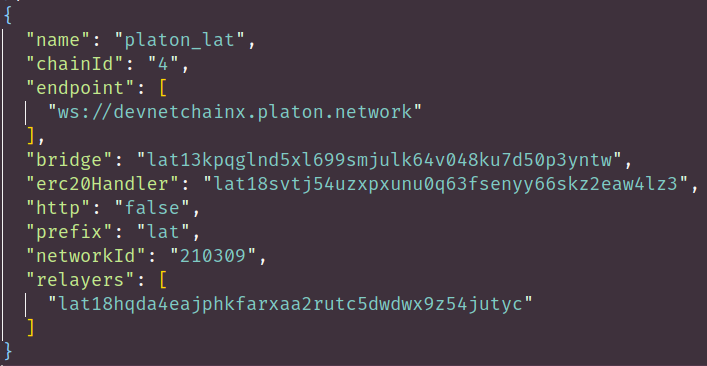 {
"name": "platon_lat",
"chainId": "4",
"endpoint": [
"ws://devnetchainx.platon.network"
],
"bridge": "lat13kpqglnd5xl699smjulk64v048ku7d50p3yntw",
"erc20Handler": "lat18svtj54uzxpxunu0q63fsenyy66skz2eaw4lz3",
"http": "false",
"prefix": "lat",
"networkId": "210309",
"relayers": [
"lat18hqda4eajphkfarxaa2rutc5dwdwx9z54jutyc"
]
}